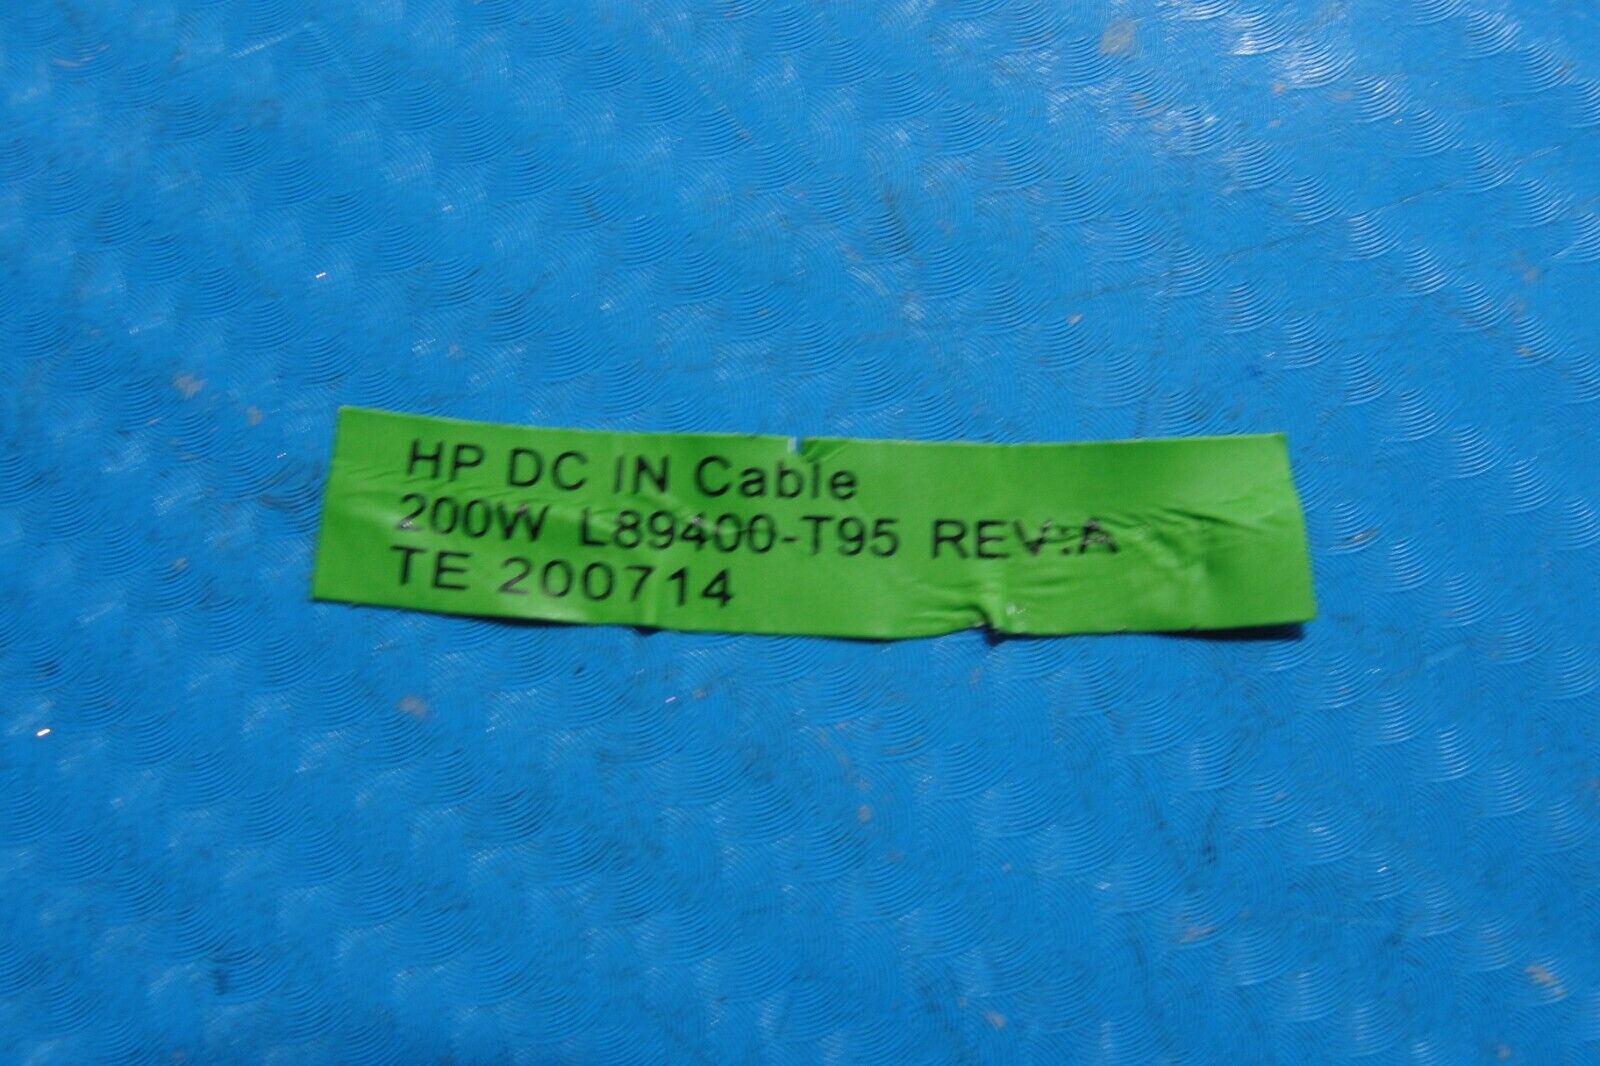 HP DC IN Cable
200W L89400-T95 REV:A
TE 200714